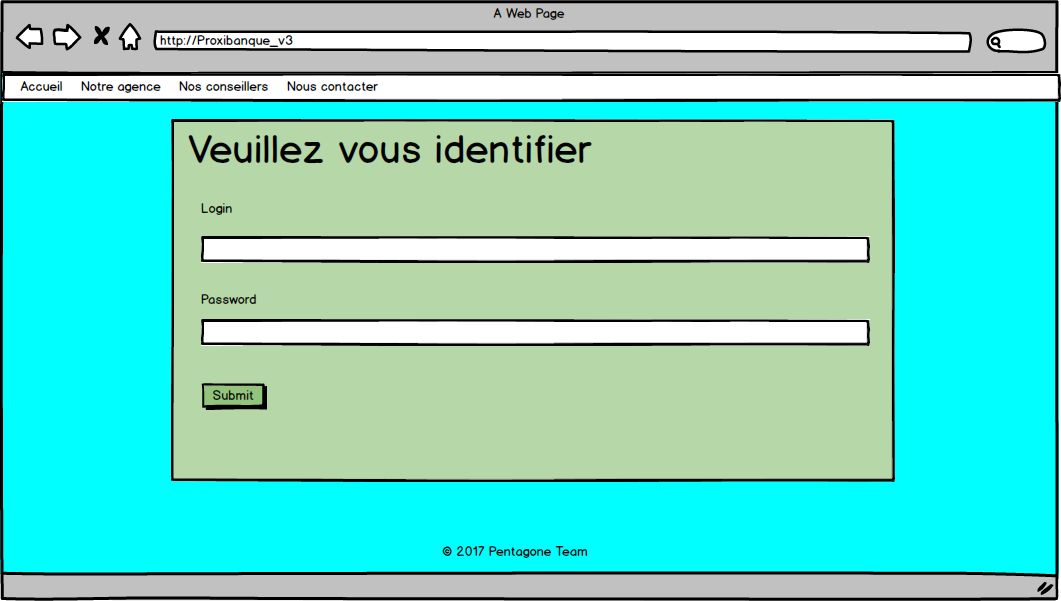 A Web Page
http://Proxibanque_v3
Accueil Notre agence Nos conseillers Nous contacter
Veuillez vous identifier
Login
Password
Submit
© 2017 Pentagone Team